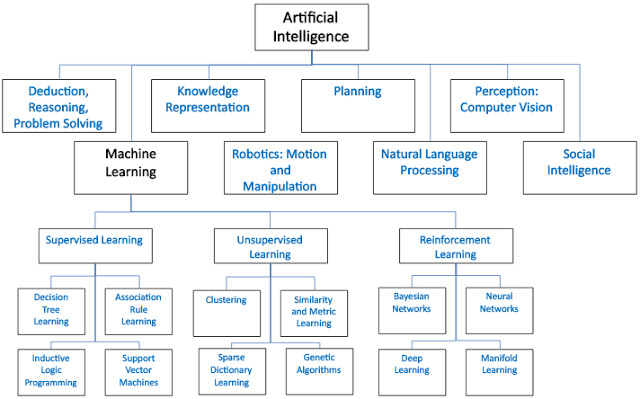 Artificial
Intelligence
Deduction,
Reasoning,
Problem Solving
Knowledge
Representation
Planning
Perception:
Computer Vision
Machine
Learning
Robotics: Motion
and
Manipulation
Natural Language
Processing
Social
Intelligence
Supervised Learning
Unsupervised
Learning
Reinforcement
Learning
Decision
Tree
Learning
Association
Rule
Learning
Clustering
Similarity
and Metric
Learning
Bayesian
Networks
Neural
Networks
Inductive
Logic
Programming
Support
Vector
Machines
Sparse
Dictionary
Learning
Genetic
Algorithms
Deep
Learning
Manifold
Learning